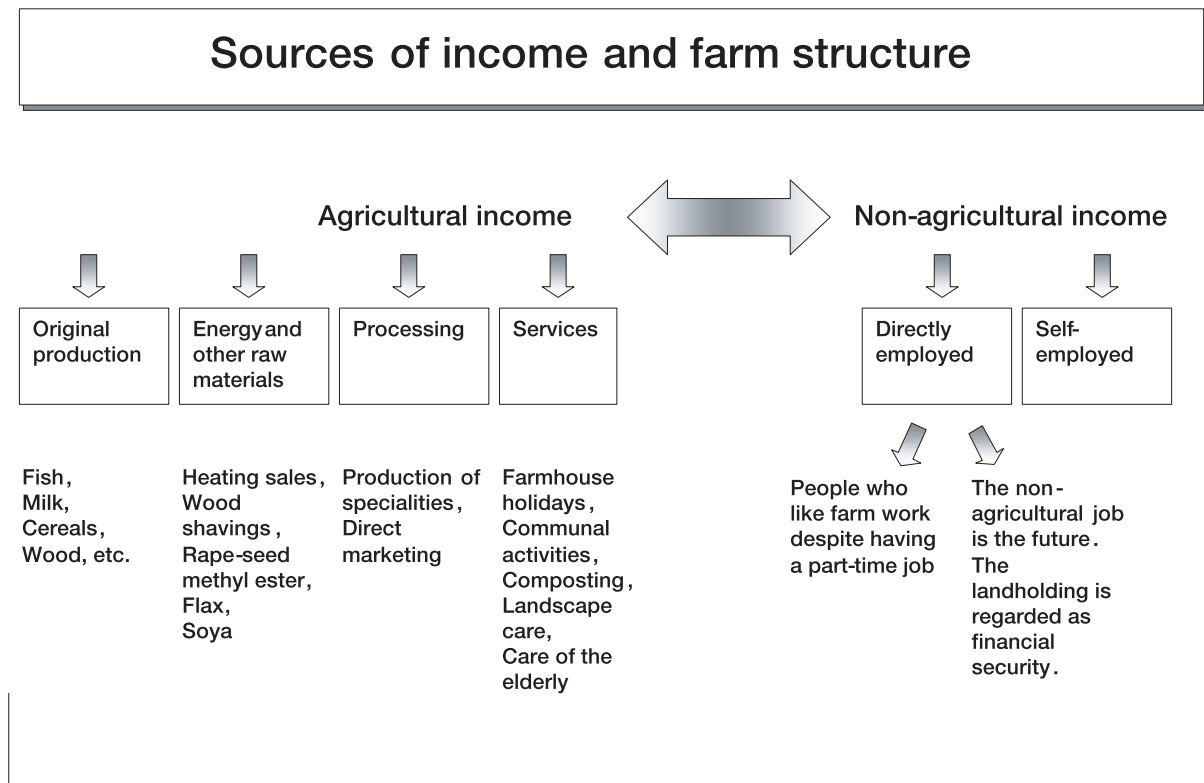 Sources of income and farm structure
Agricultural income
Non-agricultural income
Original
production
Energy and
other raw
materials
Processing
Services
Directly
employed
Self-
employed
Fish,
Milk,
Cereals,
Wood, etc.
Heating sales,
Wood
shavings,
Rape-seed
methyl ester,
Flax,
Soya
Production of
specialities,
Direct
marketing
Farmhouse
holidays,
Communal
activities,
Composting,
Landscape
care,
Care of the
elderly
People who
like farm work
despite having
a part-time job
The non-
agricultural job
is the future.
The
landholding is
regarded as
financial
security.